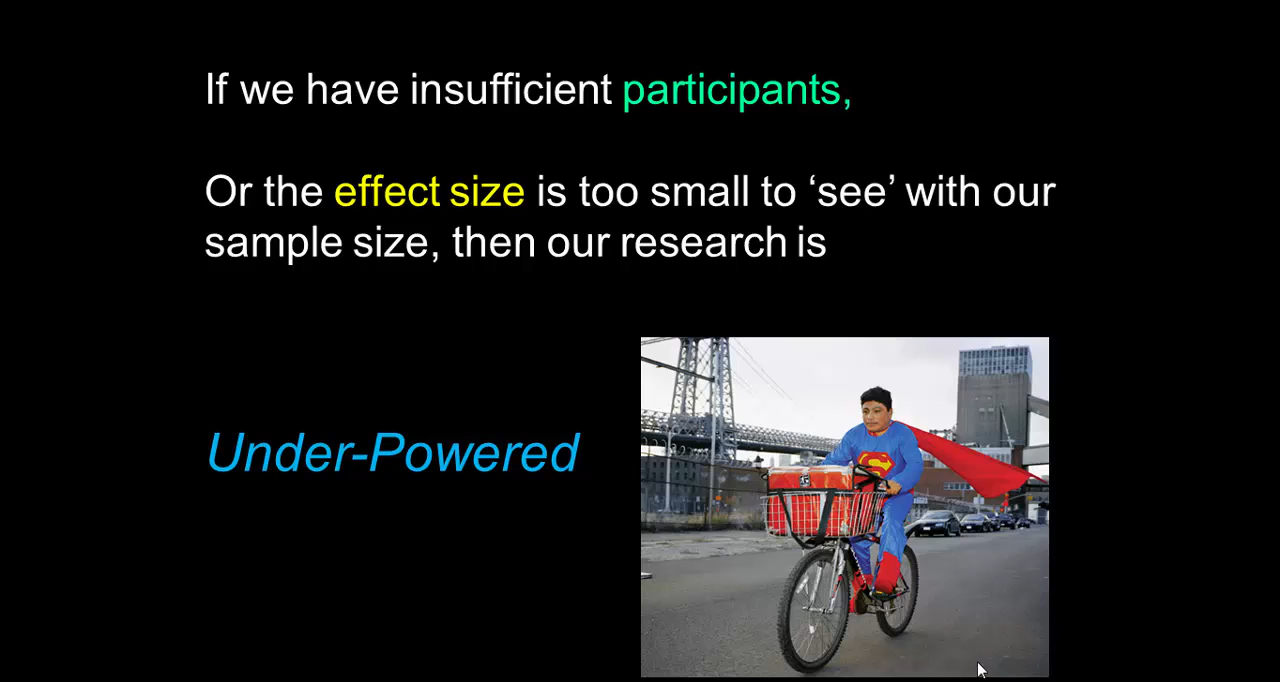 If we have insufficient participants,
Or the effect size is too small to ‘see’ with our
sample size, then our research is
Under-Powered